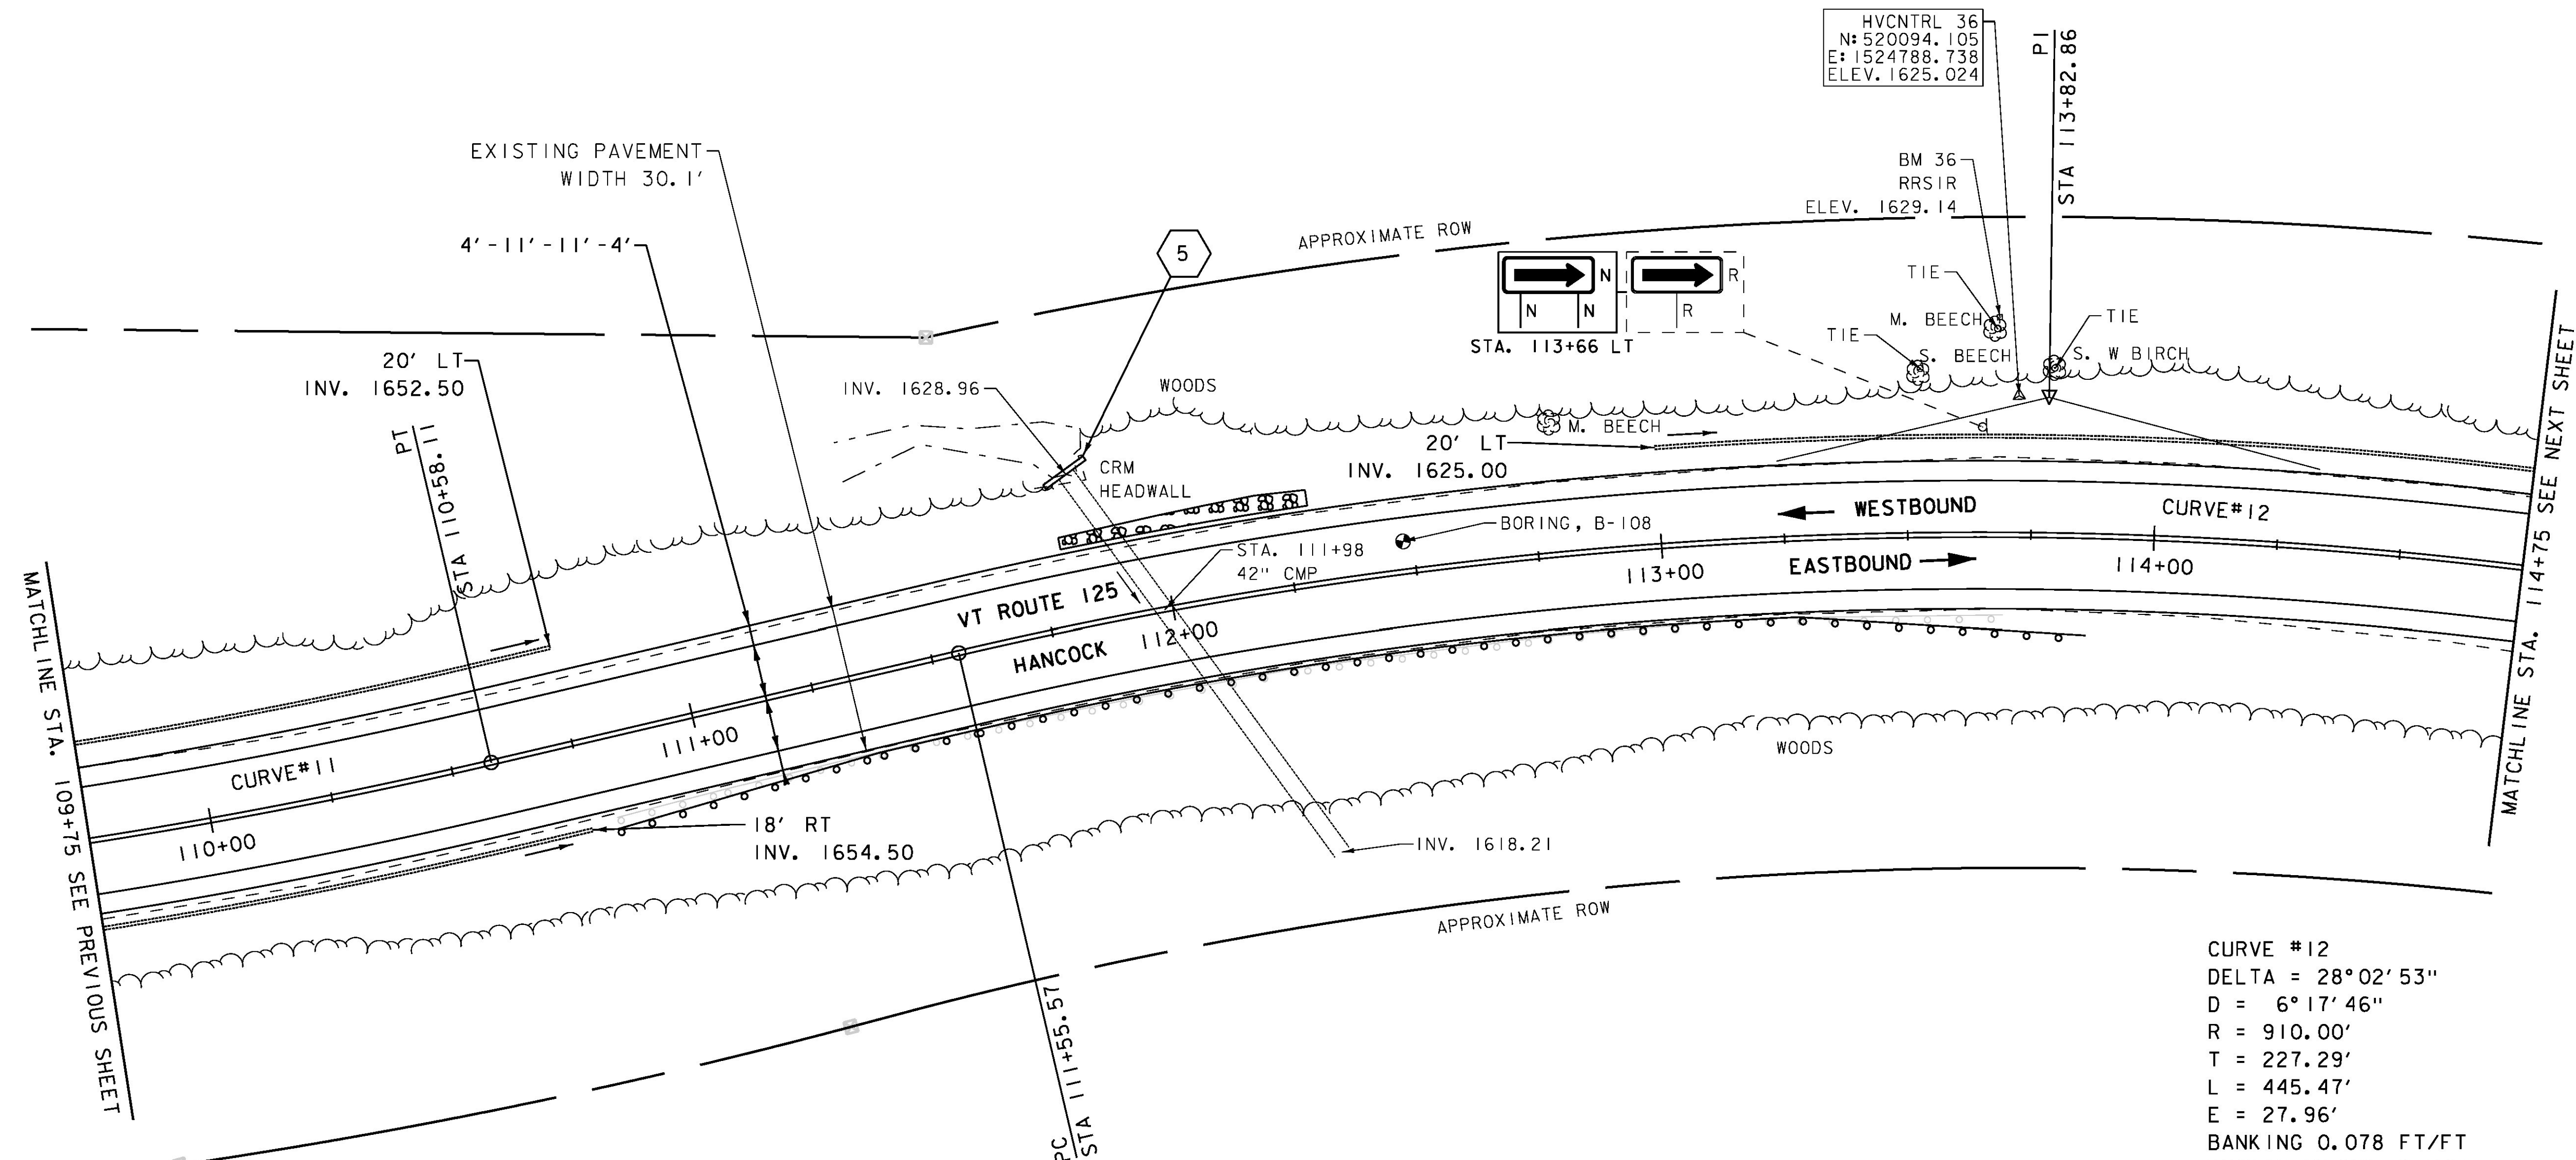 HVCNTRL 36
N: 520094.105
E: 1524788.738
ELEV. 1625.024
PI
STA 113+82.86
EXISTING PAVEMENT
WIDTH 30.1'
BM 36
RRSIR
ELEV. 1629.14
4'-11'-11'-4'
5
APPROXIMATE ROW
N
N
N
R
R
STA. 113+66 LT
TIE
M. BEECH
TIE
TIE
S. BEECH
S. W BIRCH
20' LT
INV. 1652.50
INV. 1628.96
WOODS
M. BEECH
PT
STA 110+58.11
CRM
HEADWALL
20' LT
INV. 1625.00
WESTBOUND
CURVE#12
BORING, B-108
STA. 111+98
42" CMP
EASTBOUND
113+00
114+00
VT ROUTE 125
HANCOCK
112+00
111+00
CURVE#11
110+00
18' RT
INV. 1654.50
WOODS
INV. 1618.21
APPROXIMATE ROW
MATCHLINE STA. 109+75 SEE PREVIOUS SHEET
MATCHLINE STA. 114+75 SEE NEXT SHEET
PC
STA 111+55.57
CURVE #12
DELTA = 28°02'53"
D = 6°17'46"
R = 910.00'
T = 227.29'
L = 445.47'
E = 27.96'
BANKING 0.078 FT/FT